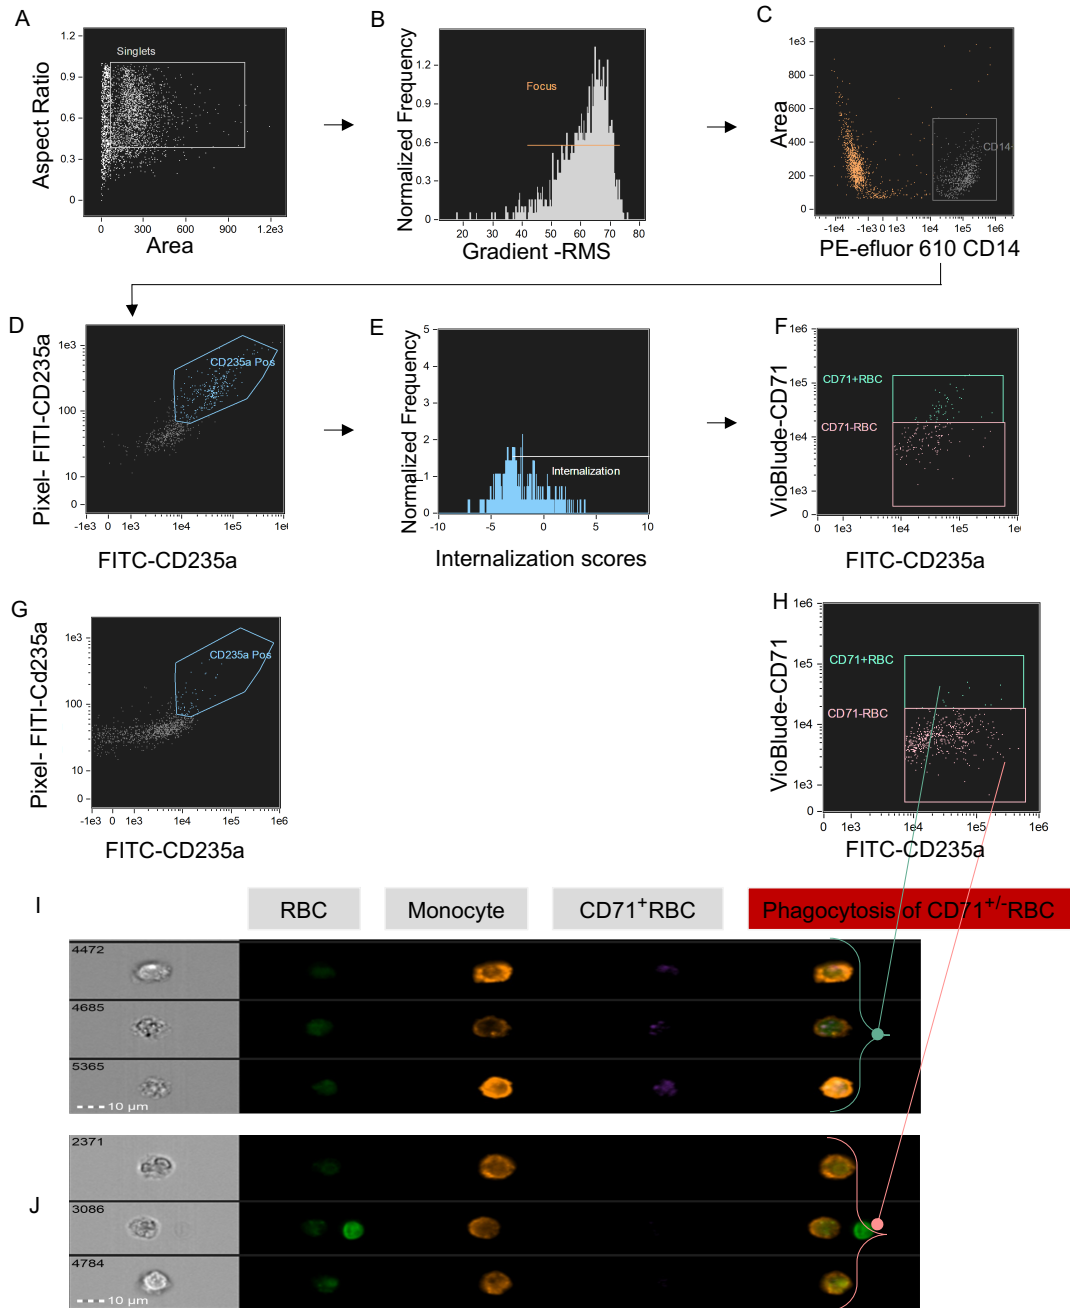 A
1.2
0.9
0.6
0.3
0
Aspect Ratio
Singlets
0
300
600
900
1.2e3
Area
B
Normalized Frequency
1.2
0.9
0.6
0.3
0
Focus
20
30
40
50
60
70
80
Gradient -RMS
C
Area
1e3
800
600
400
200
0
CD14
-1e4
-1e3
0
1e3
1e4
1e5
1e6
PE-efluor 610 CD14
D
Pixel- FITI-CD235a
1e3
100
10
0
CD235a Pos
-1e3
0
1e3
1e4
1e5
1e
FITC-CD235a
E
Normalized Frequency
5
4
3
2
1
0
Internalization
-10
-5
0
5
10
Internalization scores
F
VioBlude-CD71
1e6
1e5
1e4
1e3
0
CD71+RBC
CD71-RBC
0
1e3
1e4
1e5
1e
FITC-CD235a
G
Pixel- FITI-Cd235a
1e3
100
10
0
CD235a Pos
-1e3
0
1e3
1e4
1e5
1e6
FITC-CD235a
H
VioBlude-CD71
1e6
1e5
1e4
1e3
0
CD71+RBC
CD71-RBC
0
1e3
1e4
1e5
1e6
FITC-CD235a
I
RBC
Monocyte
CD71+RBC
Phagocytosis of CD71+/-RBC
4472
4685
5365
10 µm
J
2371
3086
4784
10 µm